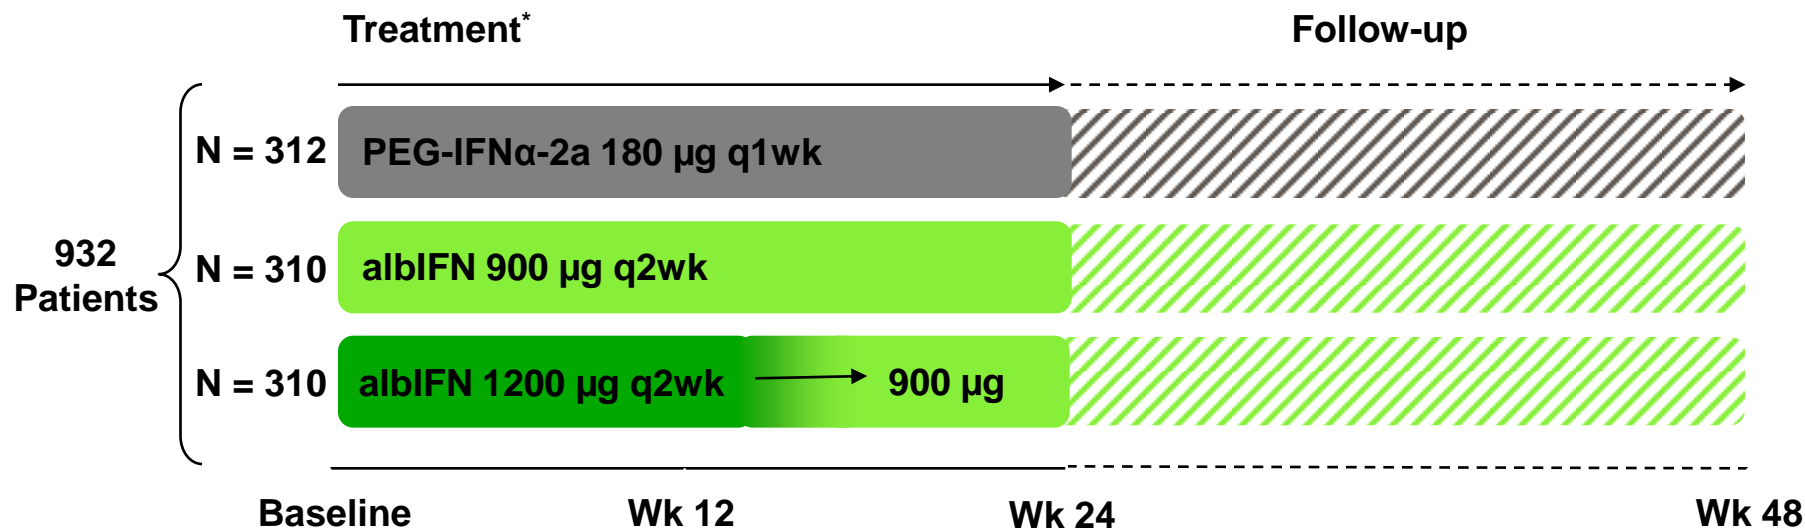 Treatment*
Follow-up
932
Patients
N = 312
PEG-IFNα-2a 180 µg q1wk
N = 310
albIFN 900 µg q2wk
N = 310
albIFN 1200 µg q2wk
900 µg
Baseline
Wk 12
Wk 24
Wk 48